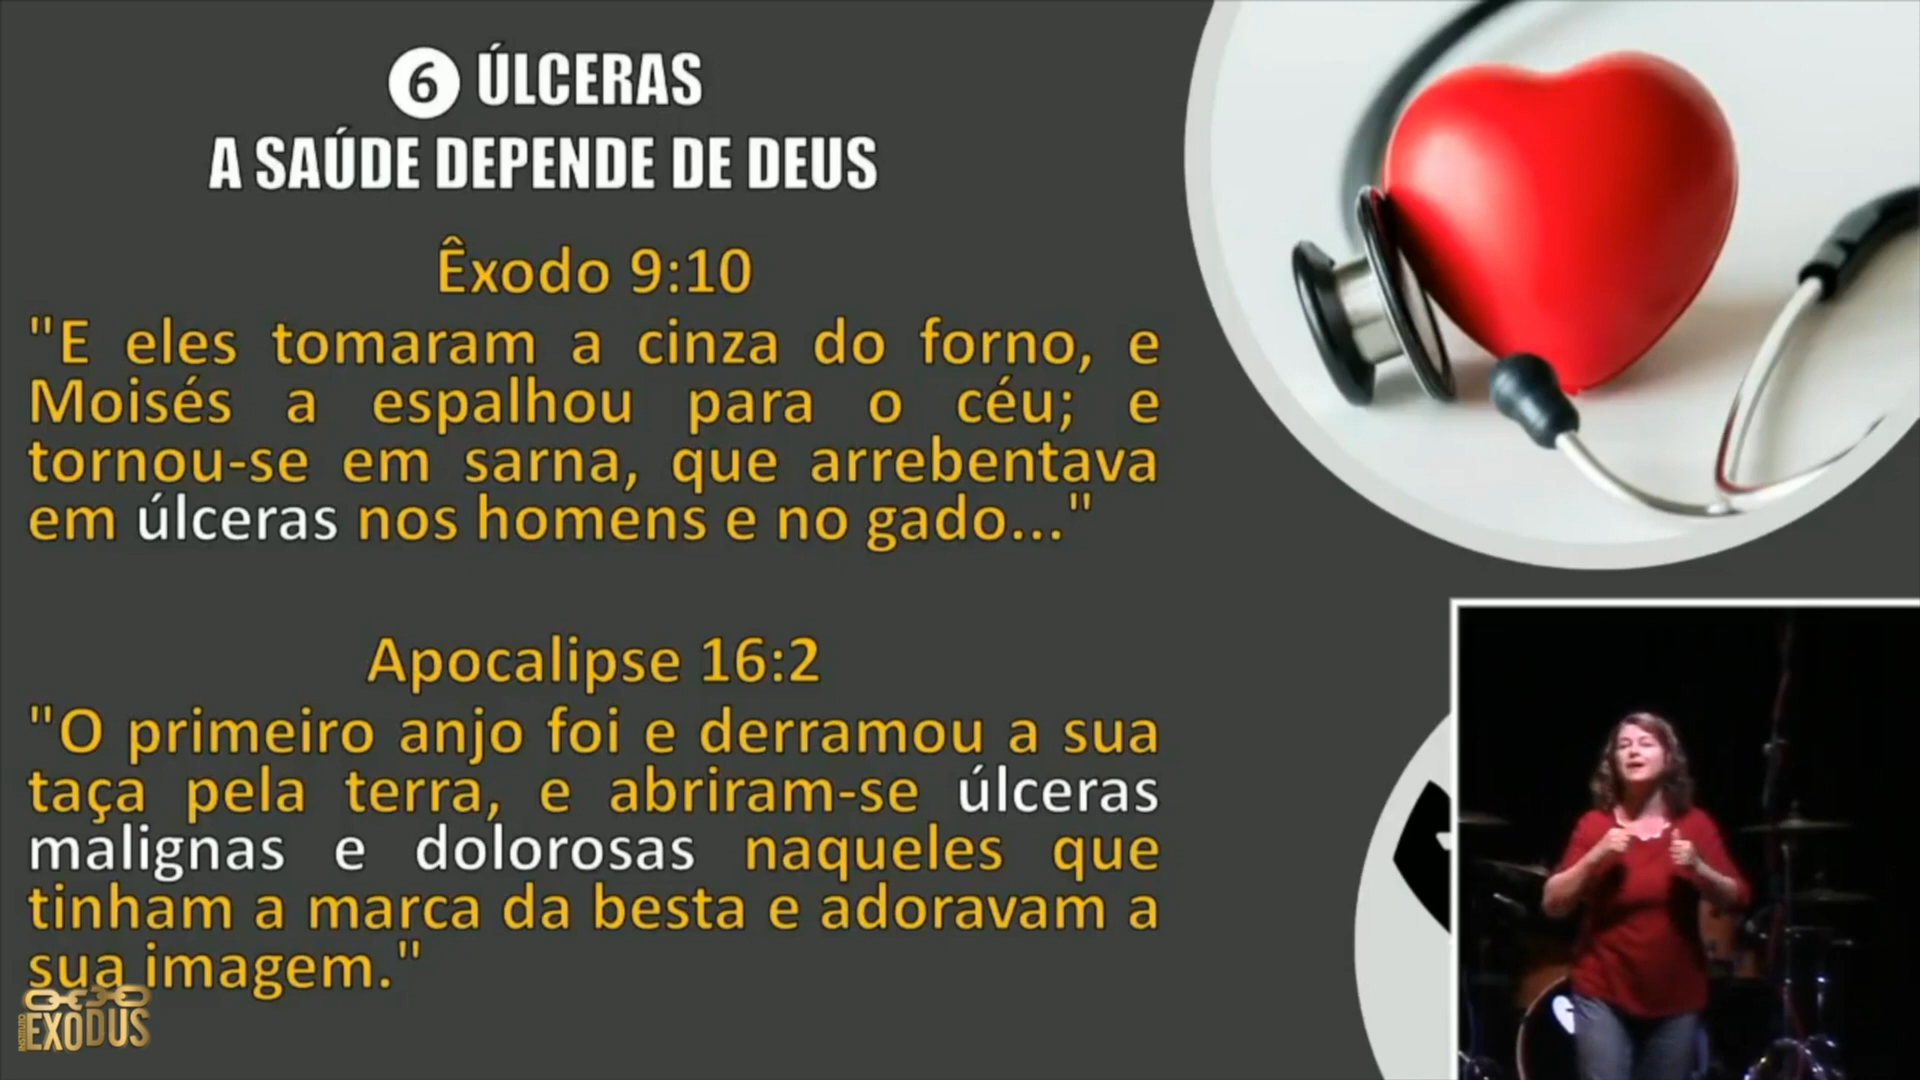 6 ÚLCERAS
A SAÚDE DEPENDE DE DEUS
Êxodo 9:10
"E eles tomaram a cinza do forno, e
Moisés a espalhou para o céu; e
tornou-se em sarna, que arrebentava
em úlceras nos homens e no gado..."
Apocalipse 16:2
"O primeiro anjo foi e derramou a sua
taça pela terra, e abriram-se úlceras
malignas e dolorosas naqueles que
tinham a marca da besta e adoravam a
sua imagem."
INSTITUTO
EXODUS